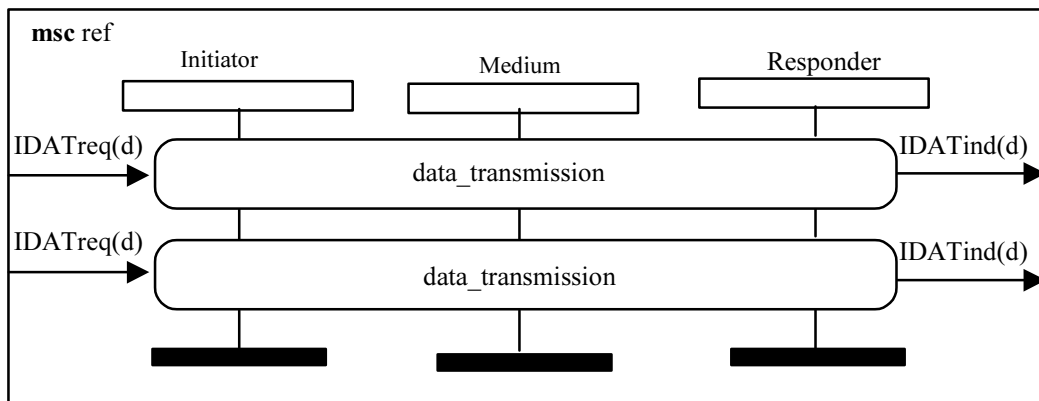 msc ref
Initiator
Medium
Responder
IDATreq(d)
data_transmission
IDATind(d)
IDATreq(d)
data_transmission
IDATind(d)